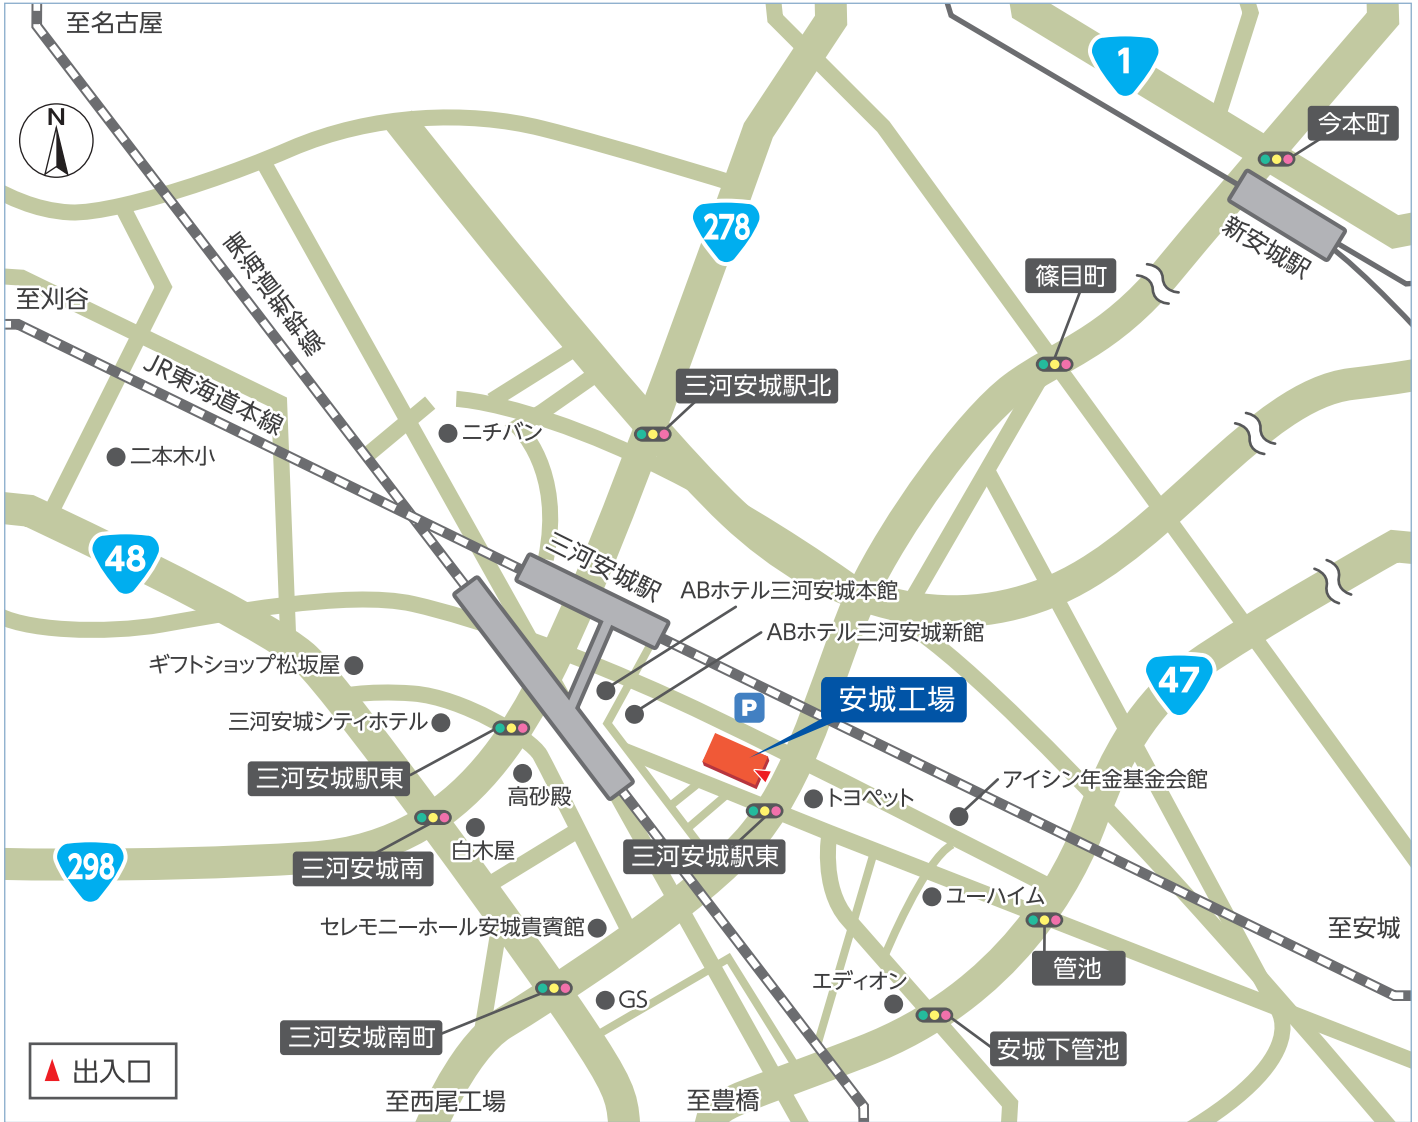 至名古屋
N
1
今本町
新安城駅
278
東海道新幹線
篠目町
至刈谷
JR東海道本線
三河安城駅北
ニチバン
二本木小
48
三河安城駅
ABホテル三河安城本館
ABホテル三河安城新館
ギフトショップ松坂屋
47
P
安城工場
三河安城シティホテル
三河安城駅東
高砂殿
アイシン年金基金会館
トヨペット
白木屋
三河安城駅東
298
三河安城南
ユーハイム
セレモニーホール安城貴賓館
至安城
管池
エディオン
GS
三河安城南町
安城下管池
出入口
至西尾工場
至豊橋